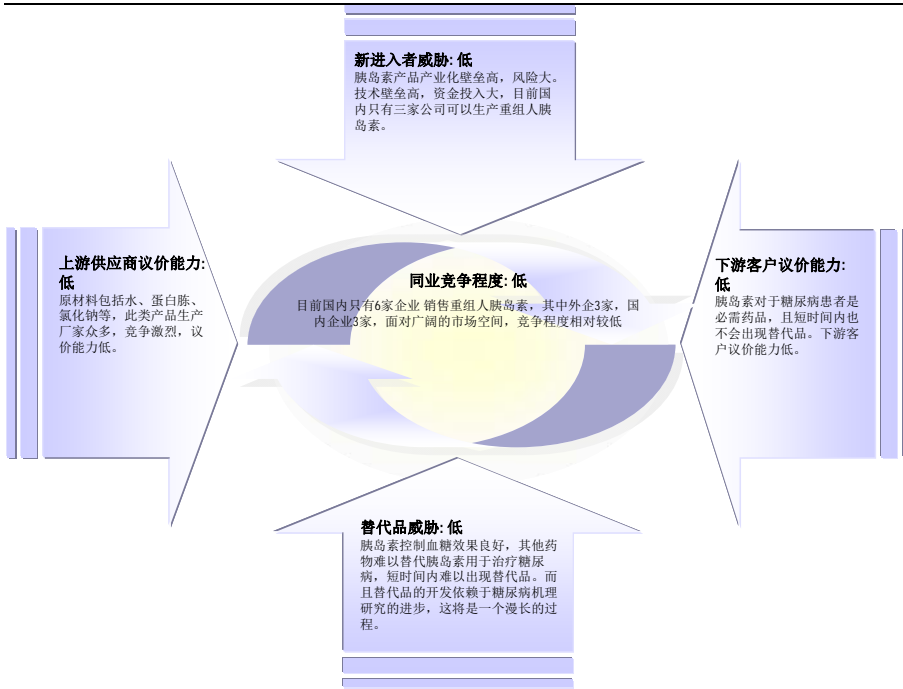 新进入者威胁: 低
胰岛素产品产业化壁垒高，风险大。
技术壁垒高，资金投入大，目前国
内只有三家公司可以生产重组人胰
岛素。
上游供应商议价能力:
低
原材料包括水、蛋白胨、
氯化钠等，此类产品生产
厂家众多，竞争激烈，议
价能力低。
同业竞争程度: 低
目前国内只有6家企业 销售重组人胰岛素，其中外企3家，国
内企业3家，面对广阔的市场空间，竞争程度相对较低
下游客户议价能力:
低
胰岛素对于糖尿病患者是
必需药品，且短时间内也
不会出现替代品。下游客
户议价能力低。
替代品威胁: 低
胰岛素控制血糖效果良好，其他药
物难以替代胰岛素用于治疗糖尿
病，短时间内难以出现替代品。而
且替代品的开发依赖于糖尿病机理
研究的进步，这将是一个漫长的过
程。